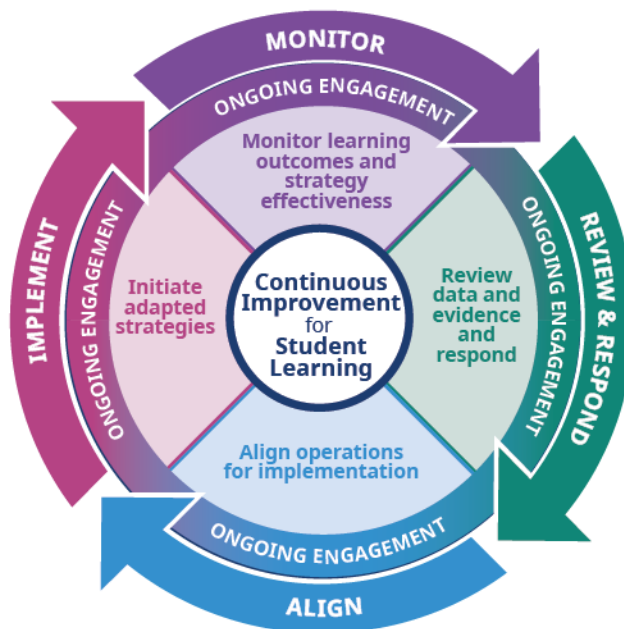 MONITOR
ONGOING ENGAGEMENT
Monitor learning
outcomes and
strategy
effectiveness
REVIEW & RESPOND
ONGOING ENGAGEMENT
Review
data and
evidence
and
respond
ALIGN
ONGOING ENGAGEMENT
Align operations
for implementation
IMPLEMENT
ONGOING ENGAGEMENT
Initiate
adapted
strategies
Continuous
Improvement
for
Student
Learning